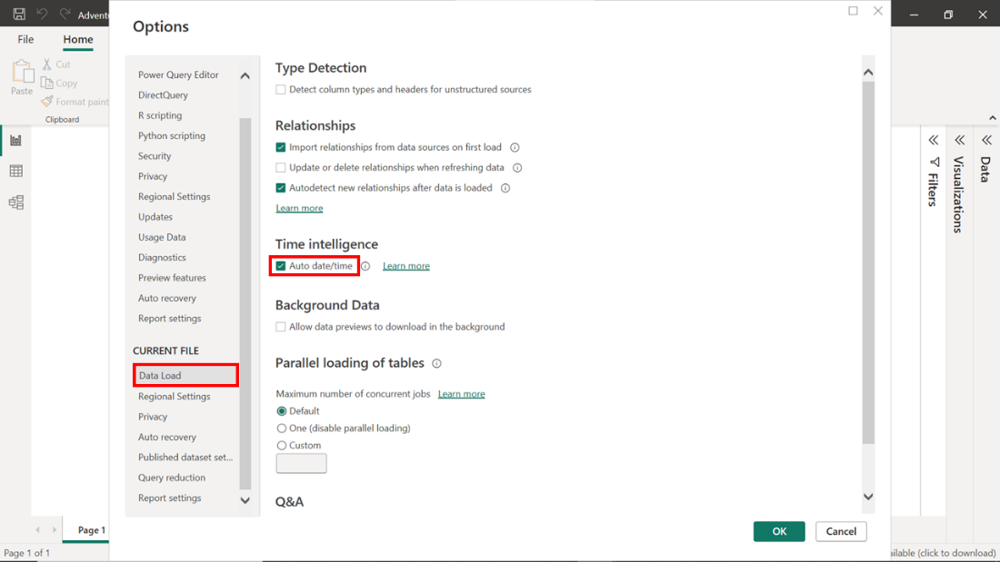 Adventu
Options
File
Home
Paste
Cut
Copy
Format paint
Clipboard
Power Query Editor
DirectQuery
R scripting
Python scripting
Security
Privacy
Regional Settings
Updates
Usage Data
Diagnostics
Preview features
Auto recovery
Report settings
CURRENT FILE
Data Load
Regional Settings
Privacy
Auto recovery
Published dataset set...
Query reduction
Report settings
Type Detection
Detect column types and headers for unstructured sources
Relationships
Import relationships from data sources on first load
Update or delete relationships when refreshing data
Autodetect new relationships after data is loaded
Learn more
Time intelligence
Auto date/time Learn more
Background Data
Allow data previews to download in the background
Parallel loading of tables
Maximum number of concurrent jobs Learn more
Default
One (disable parallel loading)
Custom
Q&A
OK
Cancel
Filters
Visualizations
Data
Page 1
Page 1 of 1
ailable (click to download)